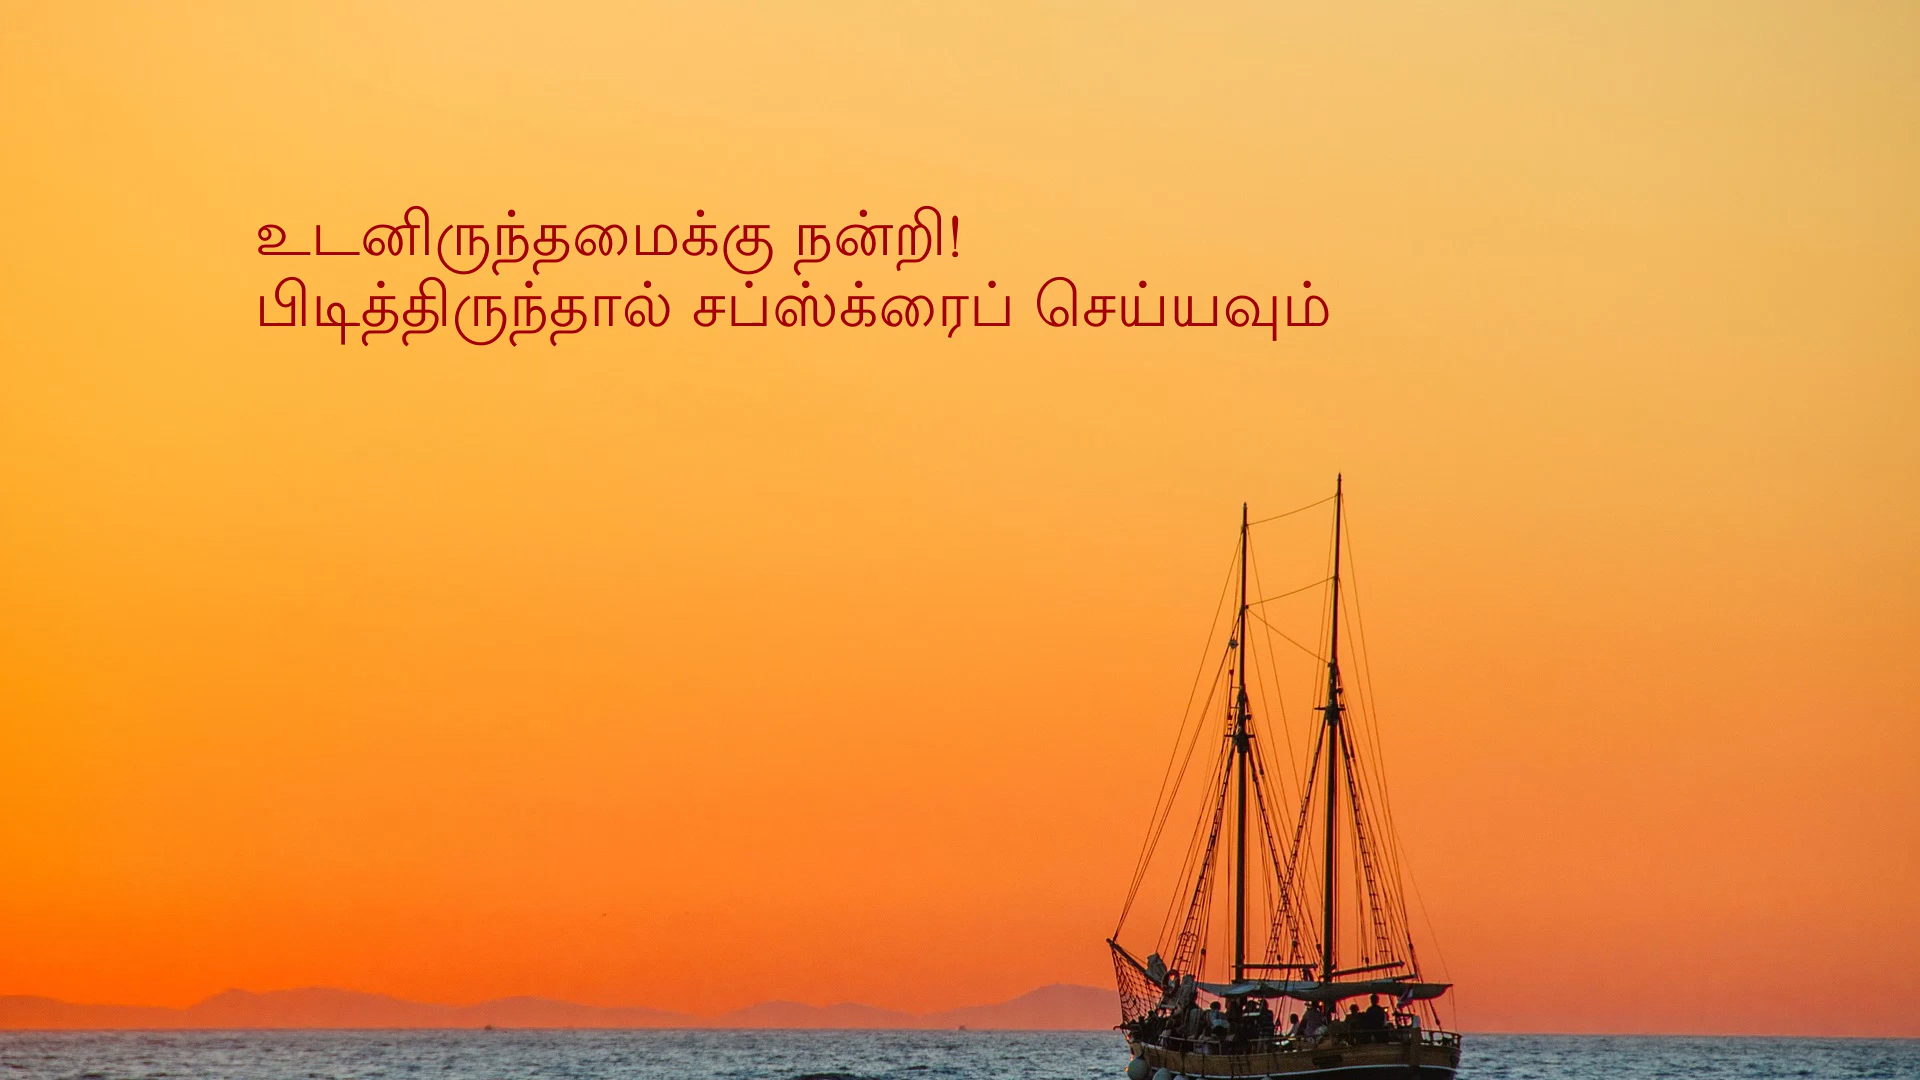 உடனிருந்தமைக்கு நன்றி!
பிடித்திருந்தால் சப்ஸ்க்ரைப் செய்யவும்